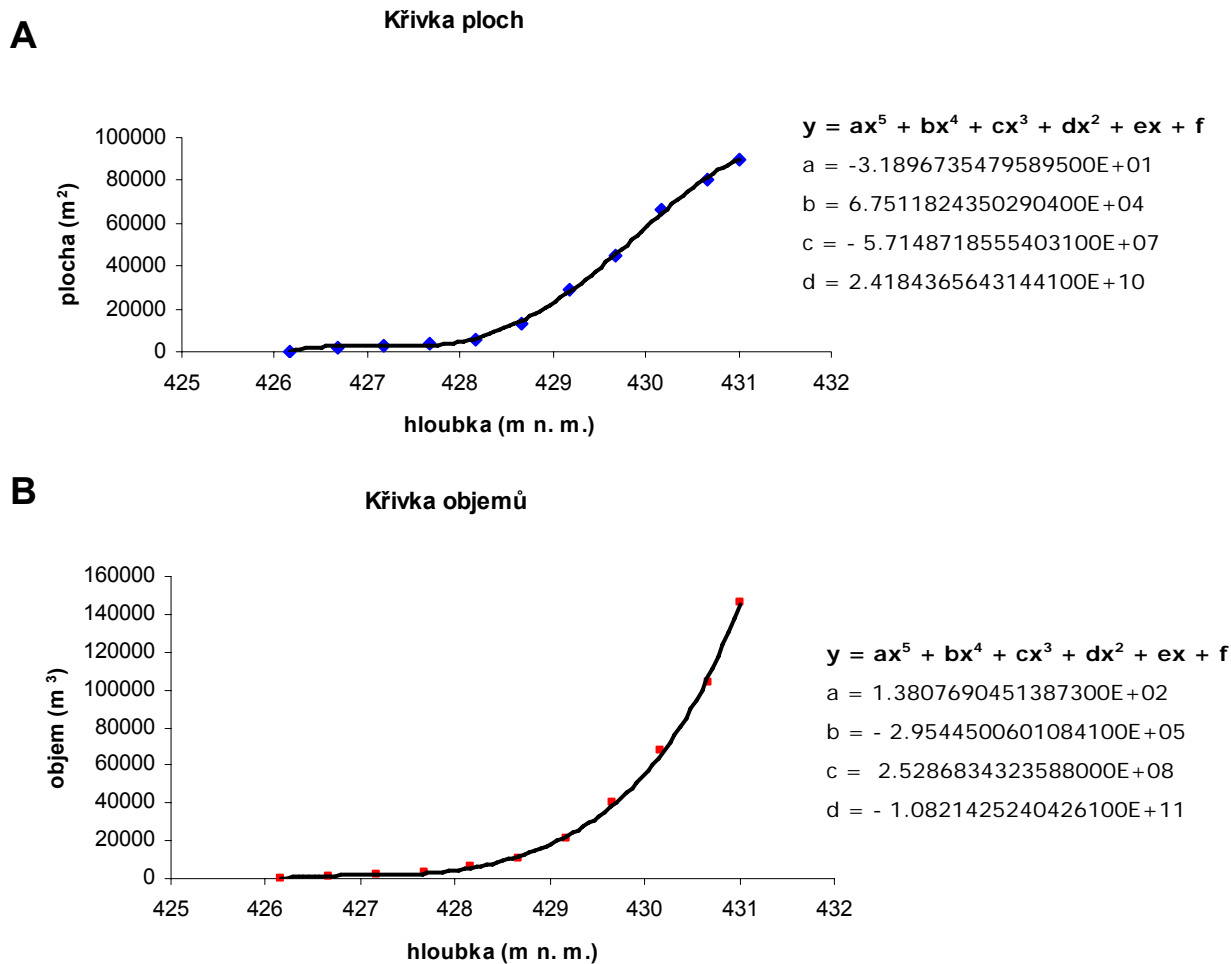 A
Křivka ploch
100000
80000
60000
40000
20000
0
plocha (m²)
425 426 427 428 429 430 431 432
hloubka (m n. m.)
y = ax⁵ + bx⁴ + cx³ + dx² + ex + f
a = -3.1896735479589500E+01
b = 6.7511824350290400E+04
c = - 5.7148718555403100E+07
d = 2.4184365643144100E+10
B
Křivka objemů
160000
140000
120000
100000
80000
60000
40000
20000
0
objem (m³)
425 426 427 428 429 430 431 432
hloubka (m n. m.)
y = ax⁵ + bx⁴ + cx³ + dx² + ex + f
a = 1.3807690451387300E+02
b = - 2.9544500601084100E+05
c = 2.5286834323588000E+08
d = - 1.0821425240426100E+11